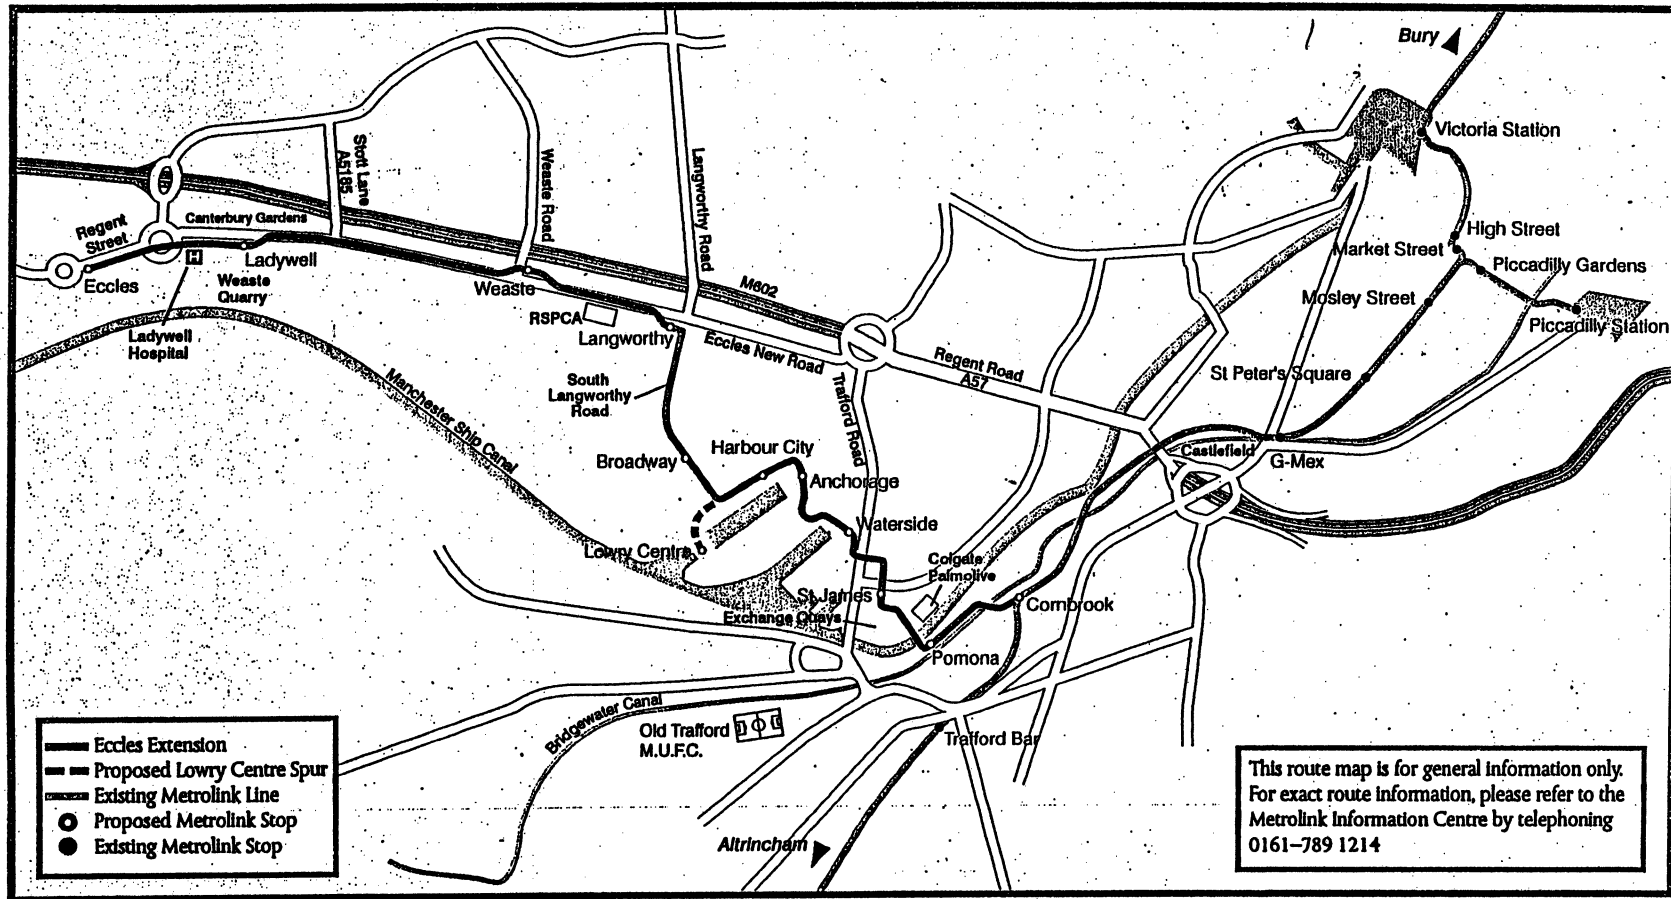 Bury
Victoria Station
Stott Lane
A5185
Weaste Road
Langworthy Road
Regent
Street
Canterbury Gardens
High Street
Market Street
Piccadilly Gardens
Eccles
H
Ladywell
Weaste
Quarry
Weaste
M602
Mosley Street
Piccadilly Station
Ladywell
Hospital
RSPCA
Langworthy
Eccles New Road
Regent Road
A57
St Peter's Square
South
Langworthy
Road
Trafford Road
Manchester Ship Canal
Broadway
Harbour City
Anchorage
Castlefield
G-Mex
Waterside
Lowry Centre
Colgate
Palmolive
St James
Exchange Quays
Cornbrook
Pomona
Bridgewater Canal
Old Trafford
M.U.F.C.
Trafford Bar
Altrincham
Eccles Extension
Proposed Lowry Centre Spur
Existing Metrolink Line
Proposed Metrolink Stop
Existing Metrolink Stop
This route map is for general information only.
For exact route information, please refer to the
Metrolink Information Centre by telephoning
0161–789 1214